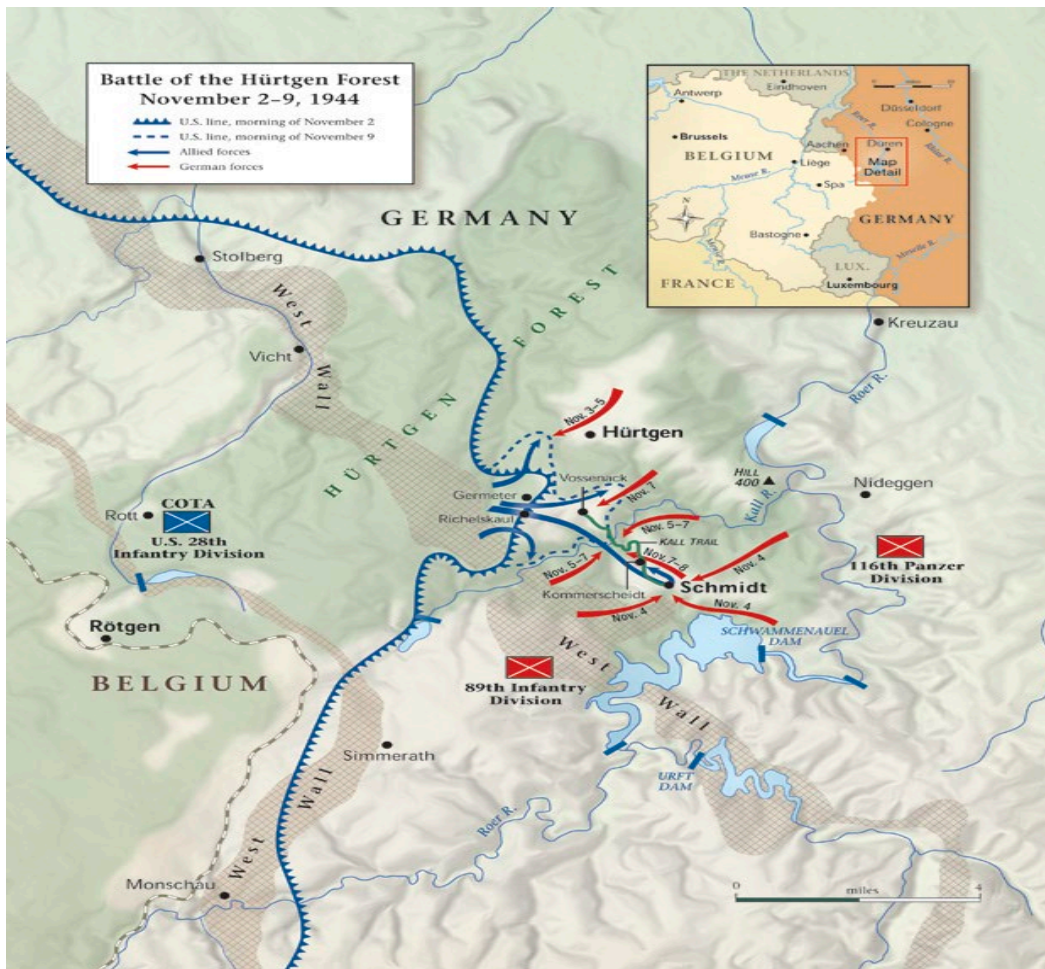 Battle of the Hürtgen Forest
November 2–9, 1944
U.S. line, morning of November 2
U.S. line, morning of November 9
Allied forces
German forces
THE NETHERLANDS
Eindhoven
Antwerp
Düsseldorf
Roer R.
Cologne
Brussels
Aachen
Düren
Rhine R.
BELGIUM
Liège
Map
Detail
Meuse R.
Spa
N
GERMANY
Bastogne
Meuse R.
Moselle R.
LUX.
FRANCE
Luxembourg
GERMANY
Stolberg
West
Wall
Vicht
HÜRTGEN FOREST
Kreuzau
Roer R.
Nov. 3–5
Hürtgen
Vossenack
Nov. 7
HILL
400
Kall R.
Nideggen
Germeter
Richelskaul
COTA
Rott
U.S. 28th
Infantry Division
Nov. 5–7
KALL TRAIL
Nov. 7–8
Nov. 4
116th Panzer
Division
Nov. 5–7
Kommerscheidt
Schmidt
Nov. 4
Nov. 4
Rötgen
SCHWAMMENAUEL
DAM
BELGIUM
89th Infantry
Division
West
Wall
Simmerath
URFT
DAM
Roer R.
West
Wall
Monschau
0
miles
4